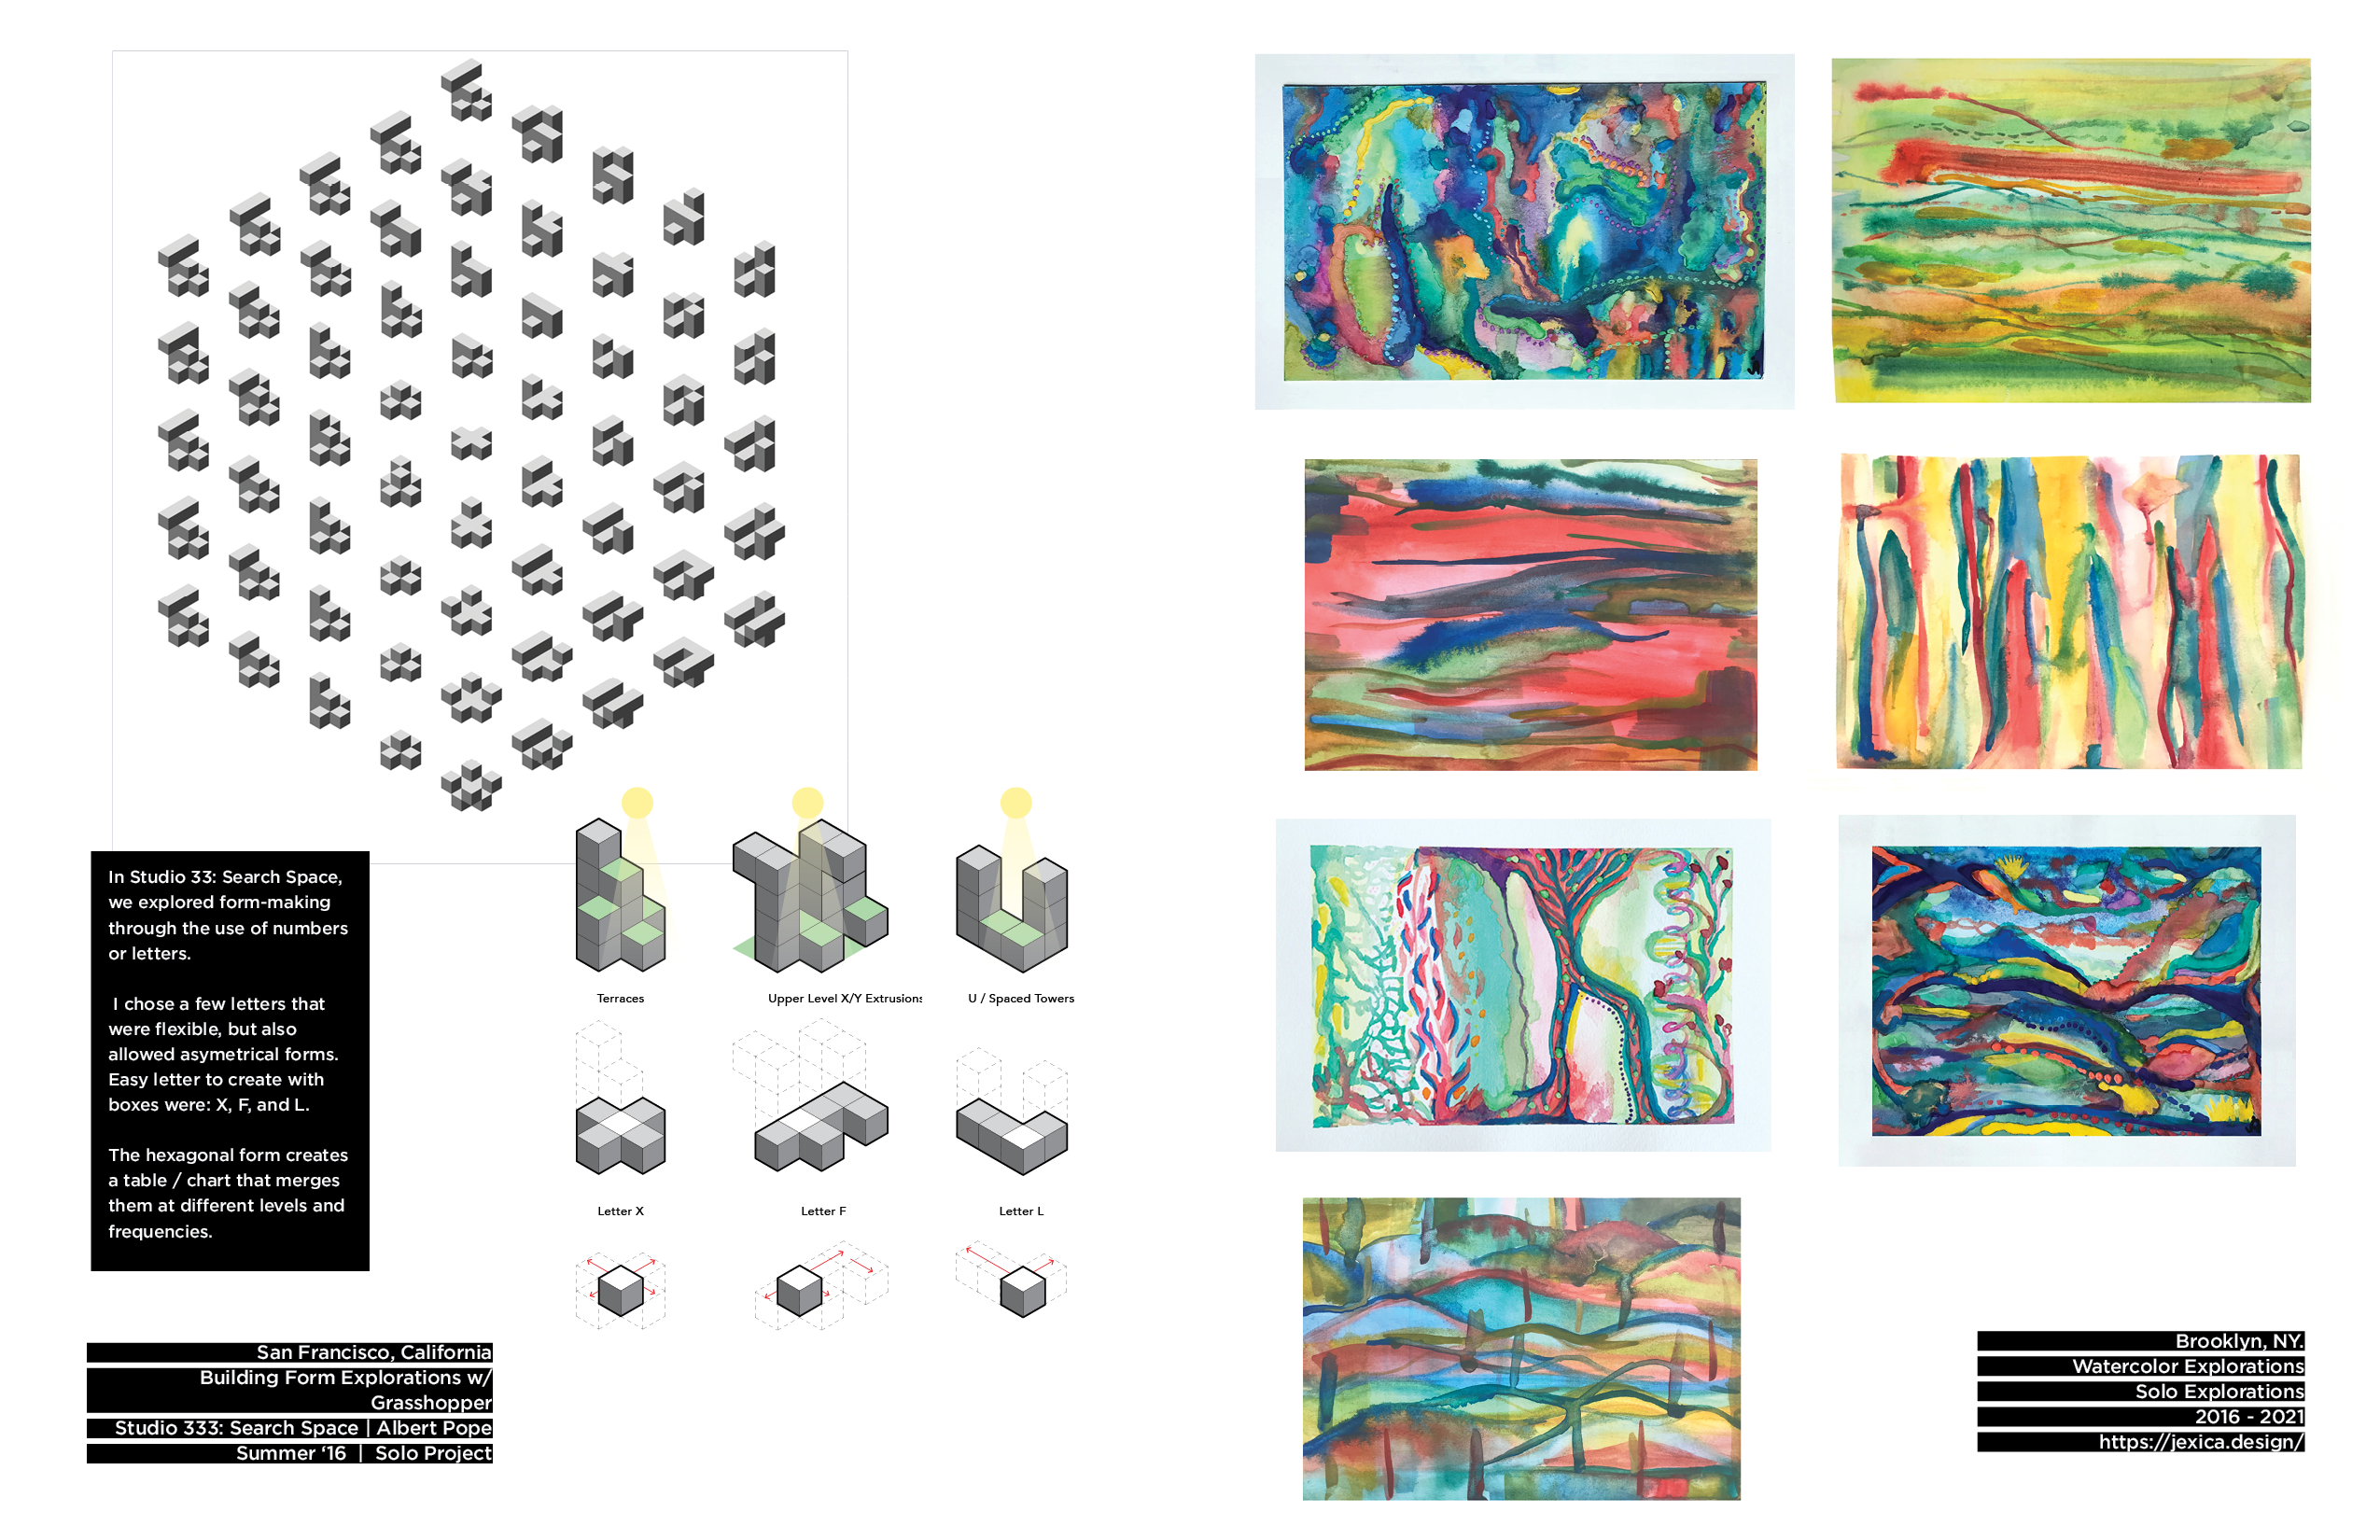 In Studio 33: Search Space,
we explored form-making
through the use of numbers
or letters.
I chose a few letters that
were flexible, but also
allowed asymetrical forms.
Easy letter to create with
boxes were: X, F, and L.
The hexagonal form creates
a table / chart that merges
them at different levels and
frequencies.
Terraces
Upper Level X/Y Extrusions
U / Spaced Towers
Letter X
Letter F
Letter L
San Francisco, California
Building Form Explorations w/
Grasshopper
Studio 333: Search Space | Albert Pope
Summer ‘16 | Solo Project
Brooklyn, NY.
Watercolor Explorations
Solo Explorations
2016 - 2021
https://jexica.design/